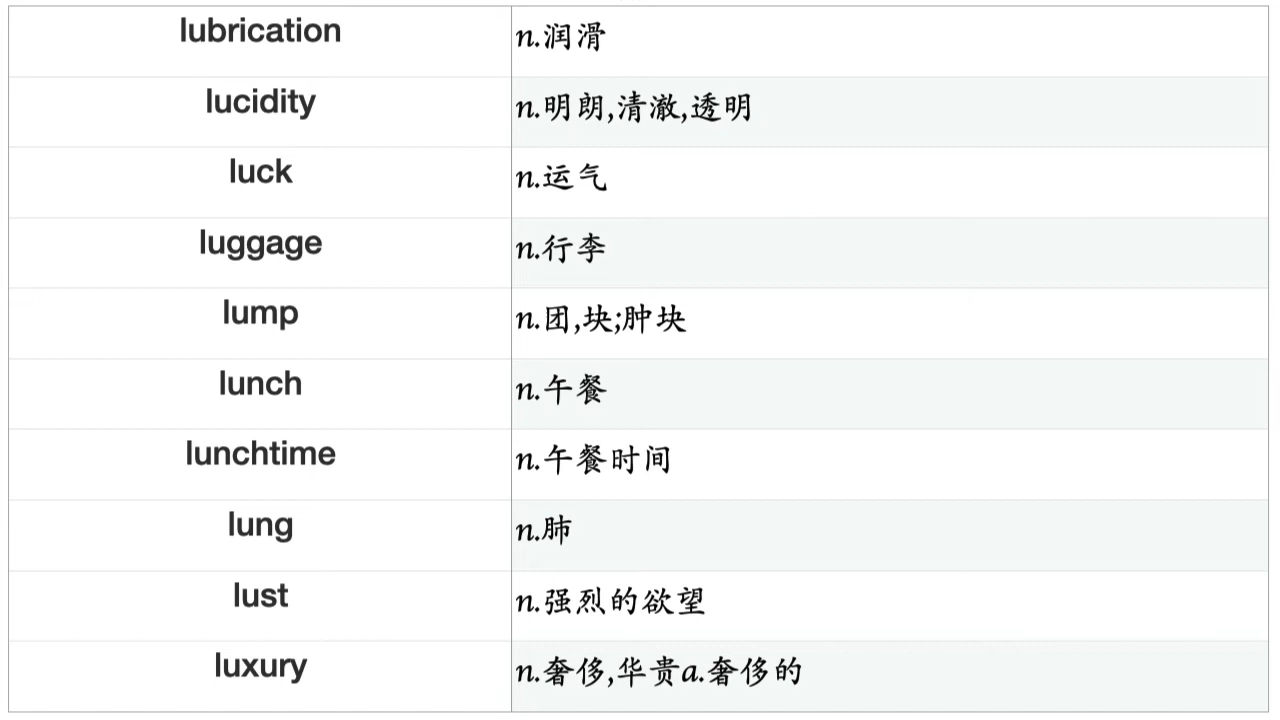 lubrication n.润滑
lucidity n.明朗,清澈,透明
luck n.运气
luggage n.行李
lump n.团,块;肿块
lunch n.午餐
lunchtime n.午餐时间
lung n.肺
lust n.强烈的欲望
luxury n.奢侈,华贵a.奢侈的